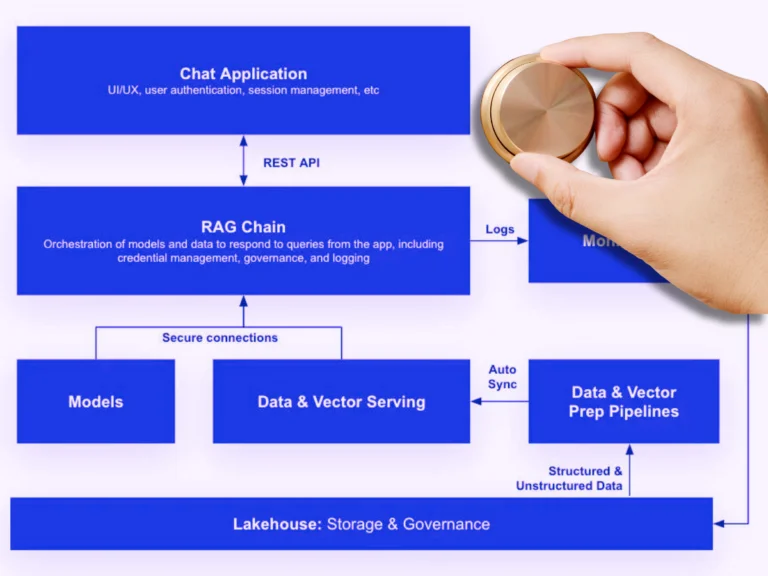 Chat Application
UI/UX, user authentication, session management, etc
REST API
RAG Chain
Orchestration of models and data to respond to queries from the app, including
credential management, governance, and logging
Logs
Secure connections
Models
Data & Vector Serving
Auto
Sync
Data & Vector
Prep Pipelines
Structured &
Unstructured Data
Lakehouse: Storage & Governance